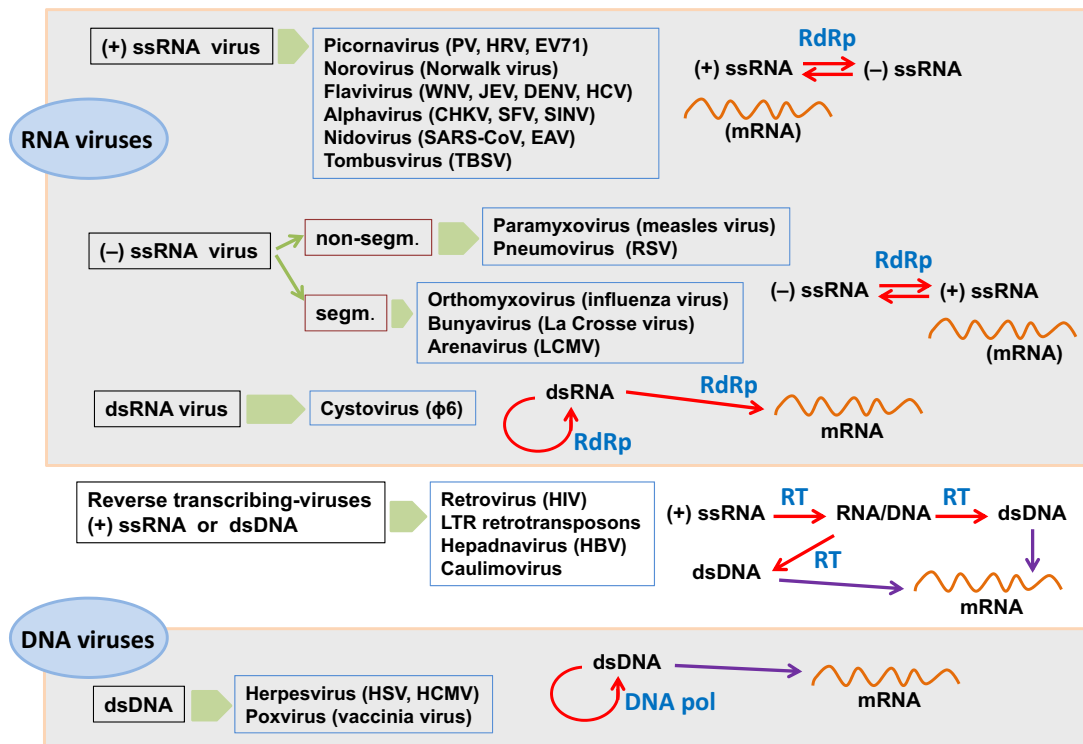 (+) ssRNA virus
Picornavirus (PV, HRV, EV71)
Norovirus (Norwalk virus)
Flavivirus (WNV, JEV, DENV, HCV)
Alphavirus (CHKV, SFV, SINV)
Nidovirus (SARS-CoV, EAV)
Tombusvirus (TBSV)
RdRp
(+) ssRNA (–) ssRNA
(mRNA)
RNA viruses
(–) ssRNA virus
non-segm.
Paramyxovirus (measles virus)
Pneumovirus (RSV)
segm.
Orthomyxovirus (influenza virus)
Bunyavirus (La Crosse virus)
Arenavirus (LCMV)
RdRp
(–) ssRNA (+) ssRNA
(mRNA)
dsRNA virus
Cystovirus (ϕ6)
dsRNA
RdRp
RdRp
mRNA
Reverse transcribing-viruses
(+) ssRNA or dsDNA
Retrovirus (HIV)
LTR retrotransposons
Hepadnavirus (HBV)
Caulimovirus
(+) ssRNA RT RNA/DNA RT dsDNA
RT
dsDNA
mRNA
DNA viruses
dsDNA
Herpesvirus (HSV, HCMV)
Poxvirus (vaccinia virus)
dsDNA
DNA pol
mRNA